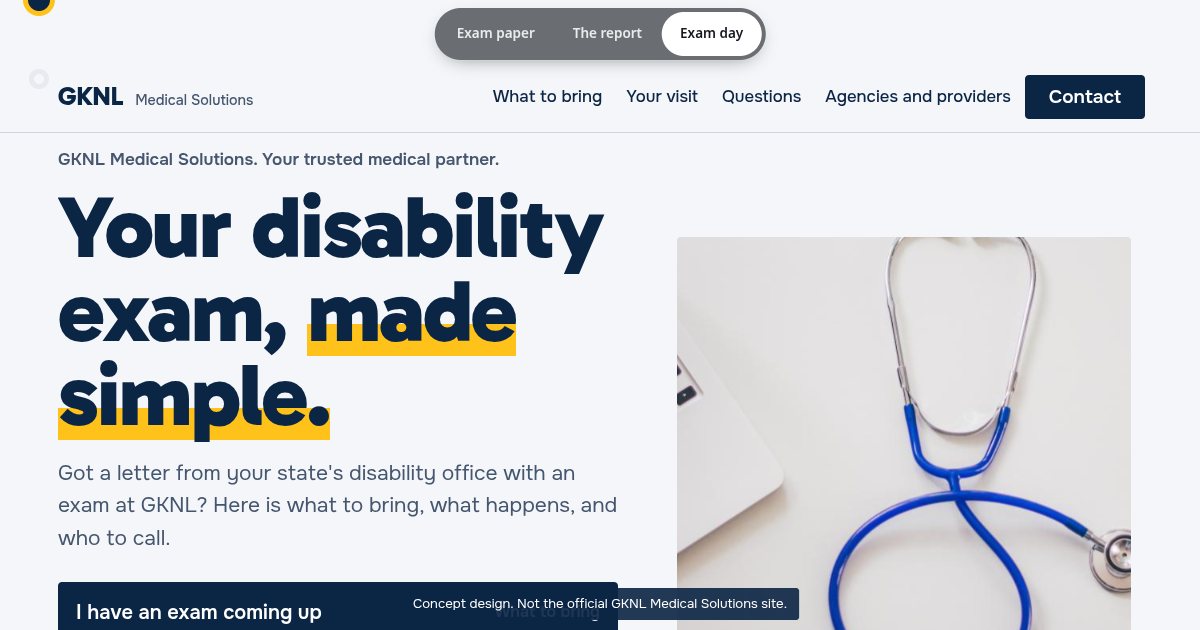 Exam paper
The report
Exam day
GKNL Medical Solutions
What to bring
Your visit
Questions
Agencies and providers
Contact
GKNL Medical Solutions. Your trusted medical partner.
Your disability
exam, made
simple.
Got a letter from your state's disability office with an
exam at GKNL? Here is what to bring, what happens, and
who to call.
I have an exam coming up
What to bring
Concept design. Not the official GKNL Medical Solutions site.